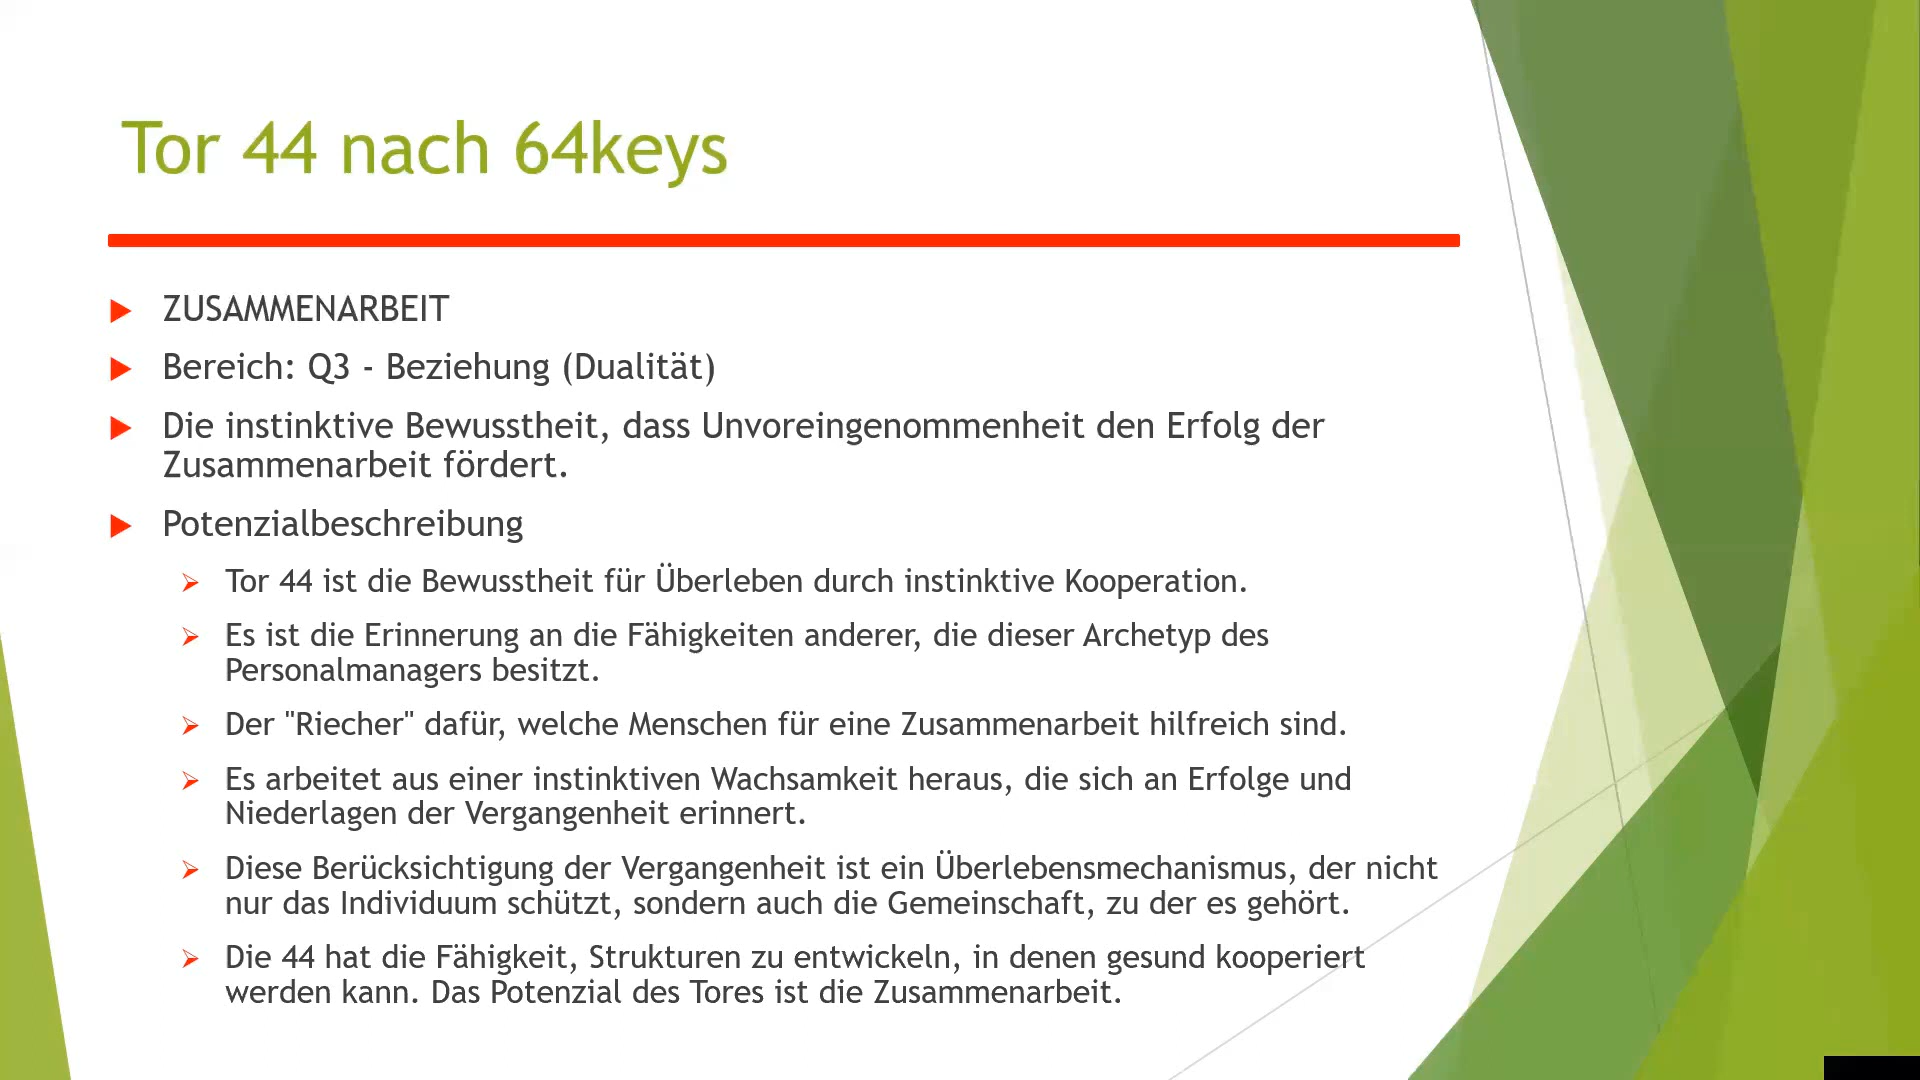 Tor 44 nach 64keys
ZUSAMMENARBEIT
Bereich: Q3 - Beziehung (Dualität)
Die instinktive Bewusstheit, dass Unvoreingenommenheit den Erfolg der
Zusammenarbeit fördert.
Potenzialbeschreibung
Tor 44 ist die Bewusstheit für Überleben durch instinktive Kooperation.
Es ist die Erinnerung an die Fähigkeiten anderer, die dieser Archetyp des
Personalmanagers besitzt.
Der "Riecher" dafür, welche Menschen für eine Zusammenarbeit hilfreich sind.
Es arbeitet aus einer instinktiven Wachsamkeit heraus, die sich an Erfolge und
Niederlagen der Vergangenheit erinnert.
Diese Berücksichtigung der Vergangenheit ist ein Überlebensmechanismus, der nicht
nur das Individuum schützt, sondern auch die Gemeinschaft, zu der es gehört.
Die 44 hat die Fähigkeit, Strukturen zu entwickeln, in denen gesund kooperiert
werden kann. Das Potenzial des Tores ist die Zusammenarbeit.